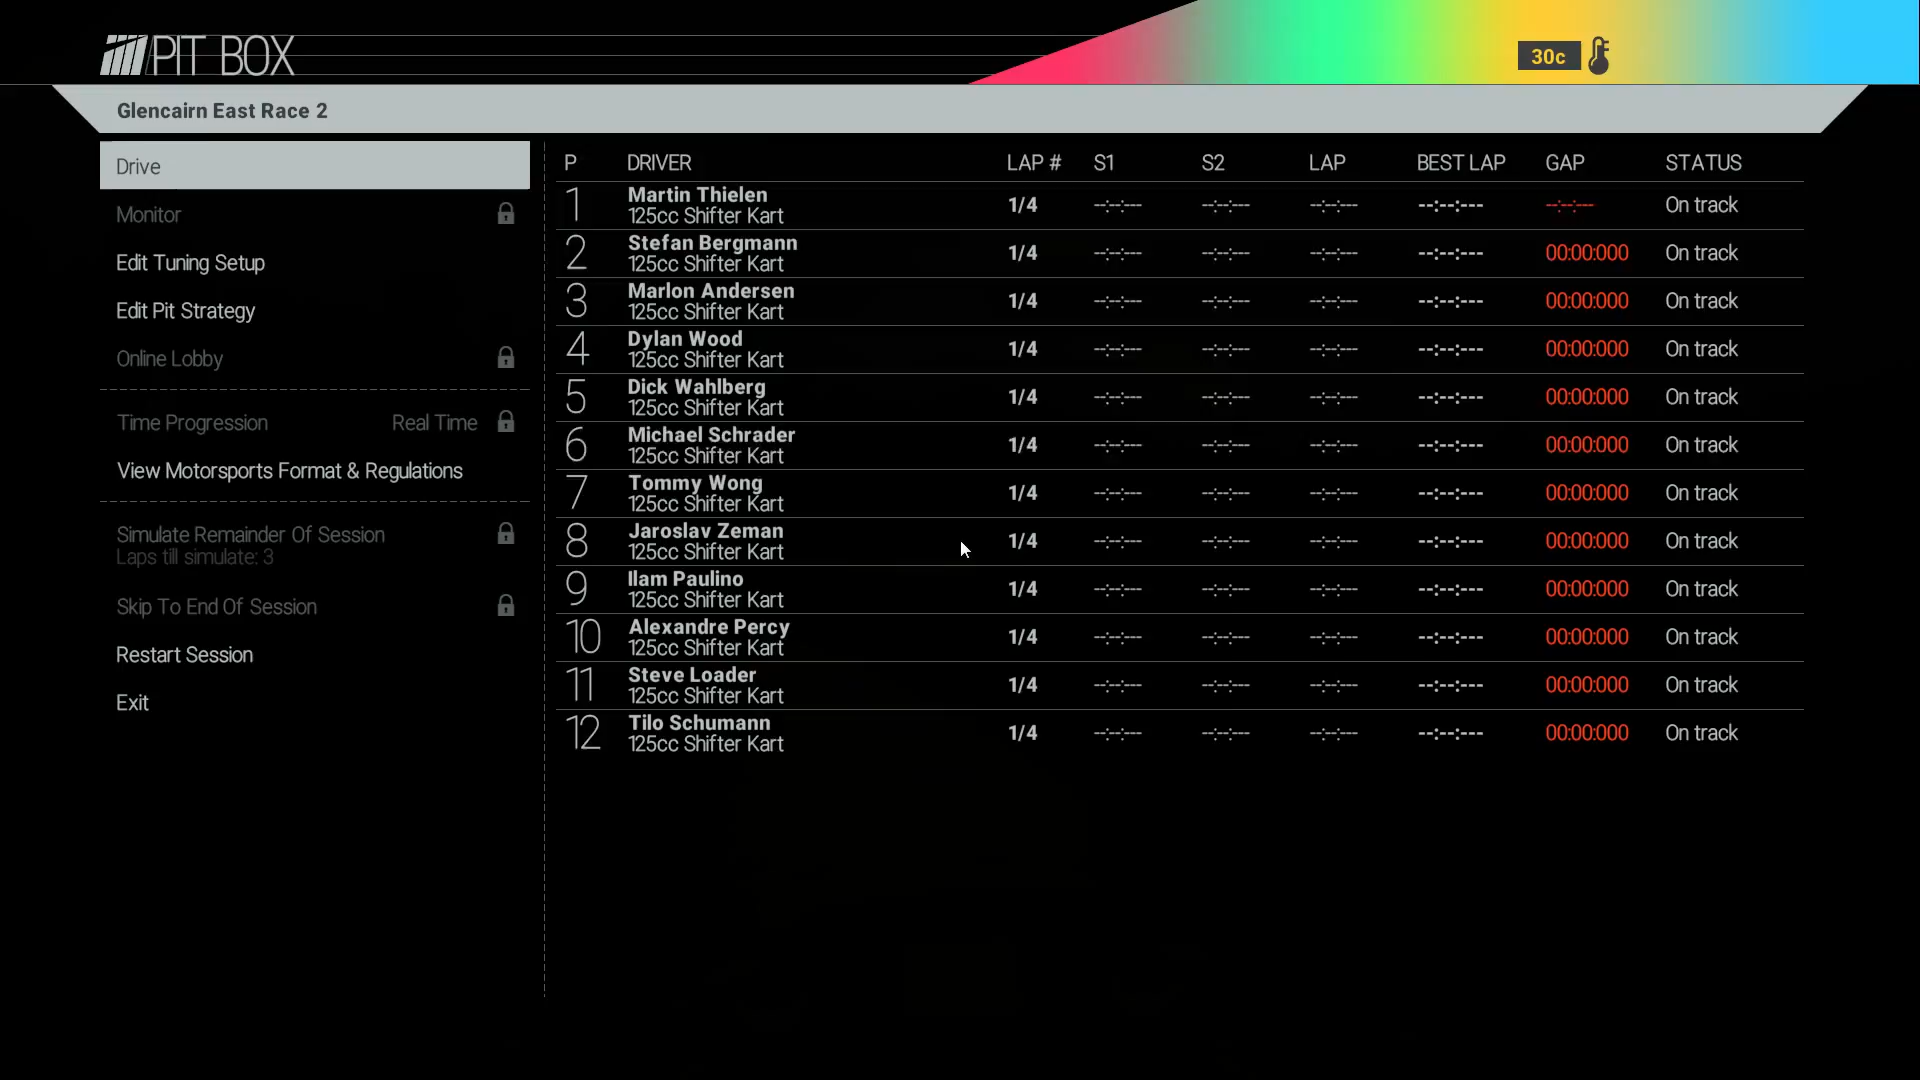 PIT BOX
30c
Glencairn East Race 2
Drive
Monitor
Edit Tuning Setup
Edit Pit Strategy
Online Lobby
Time Progression Real Time
View Motorsports Format & Regulations
Simulate Remainder Of Session
Laps till simulate: 3
Skip To End Of Session
Restart Session
Exit
P DRIVER LAP # S1 S2 LAP BEST LAP GAP STATUS
1 Martin Thielen 1/4 --:--:--- --:--:--- --:--:--- --:--:--- --:--:--- On track
125cc Shifter Kart
2 Stefan Bergmann 1/4 --:--:--- --:--:--- --:--:--- --:--:--- 00:00:000 On track
125cc Shifter Kart
3 Marlon Andersen 1/4 --:--:--- --:--:--- --:--:--- --:--:--- 00:00:000 On track
125cc Shifter Kart
4 Dylan Wood 1/4 --:--:--- --:--:--- --:--:--- --:--:--- 00:00:000 On track
125cc Shifter Kart
5 Dick Wahlberg 1/4 --:--:--- --:--:--- --:--:--- --:--:--- 00:00:000 On track
125cc Shifter Kart
6 Michael Schrader 1/4 --:--:--- --:--:--- --:--:--- --:--:--- 00:00:000 On track
125cc Shifter Kart
7 Tommy Wong 1/4 --:--:--- --:--:--- --:--:--- --:--:--- 00:00:000 On track
125cc Shifter Kart
8 Jaroslav Zeman 1/4 --:--:--- --:--:--- --:--:--- --:--:--- 00:00:000 On track
125cc Shifter Kart
9 Ilam Paulino 1/4 --:--:--- --:--:--- --:--:--- --:--:--- 00:00:000 On track
125cc Shifter Kart
10 Alexandre Percy 1/4 --:--:--- --:--:--- --:--:--- --:--:--- 00:00:000 On track
125cc Shifter Kart
11 Steve Loader 1/4 --:--:--- --:--:--- --:--:--- --:--:--- 00:00:000 On track
125cc Shifter Kart
12 Tilo Schumann 1/4 --:--:--- --:--:--- --:--:--- --:--:--- 00:00:000 On track
125cc Shifter Kart